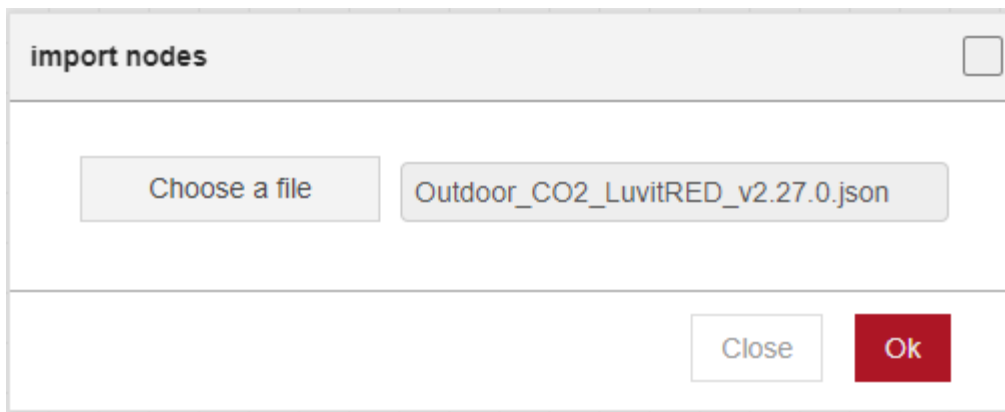 import nodes
Choose a file
Outdoor_CO2_LuvitRED_v2.27.0.json
Close
Ok